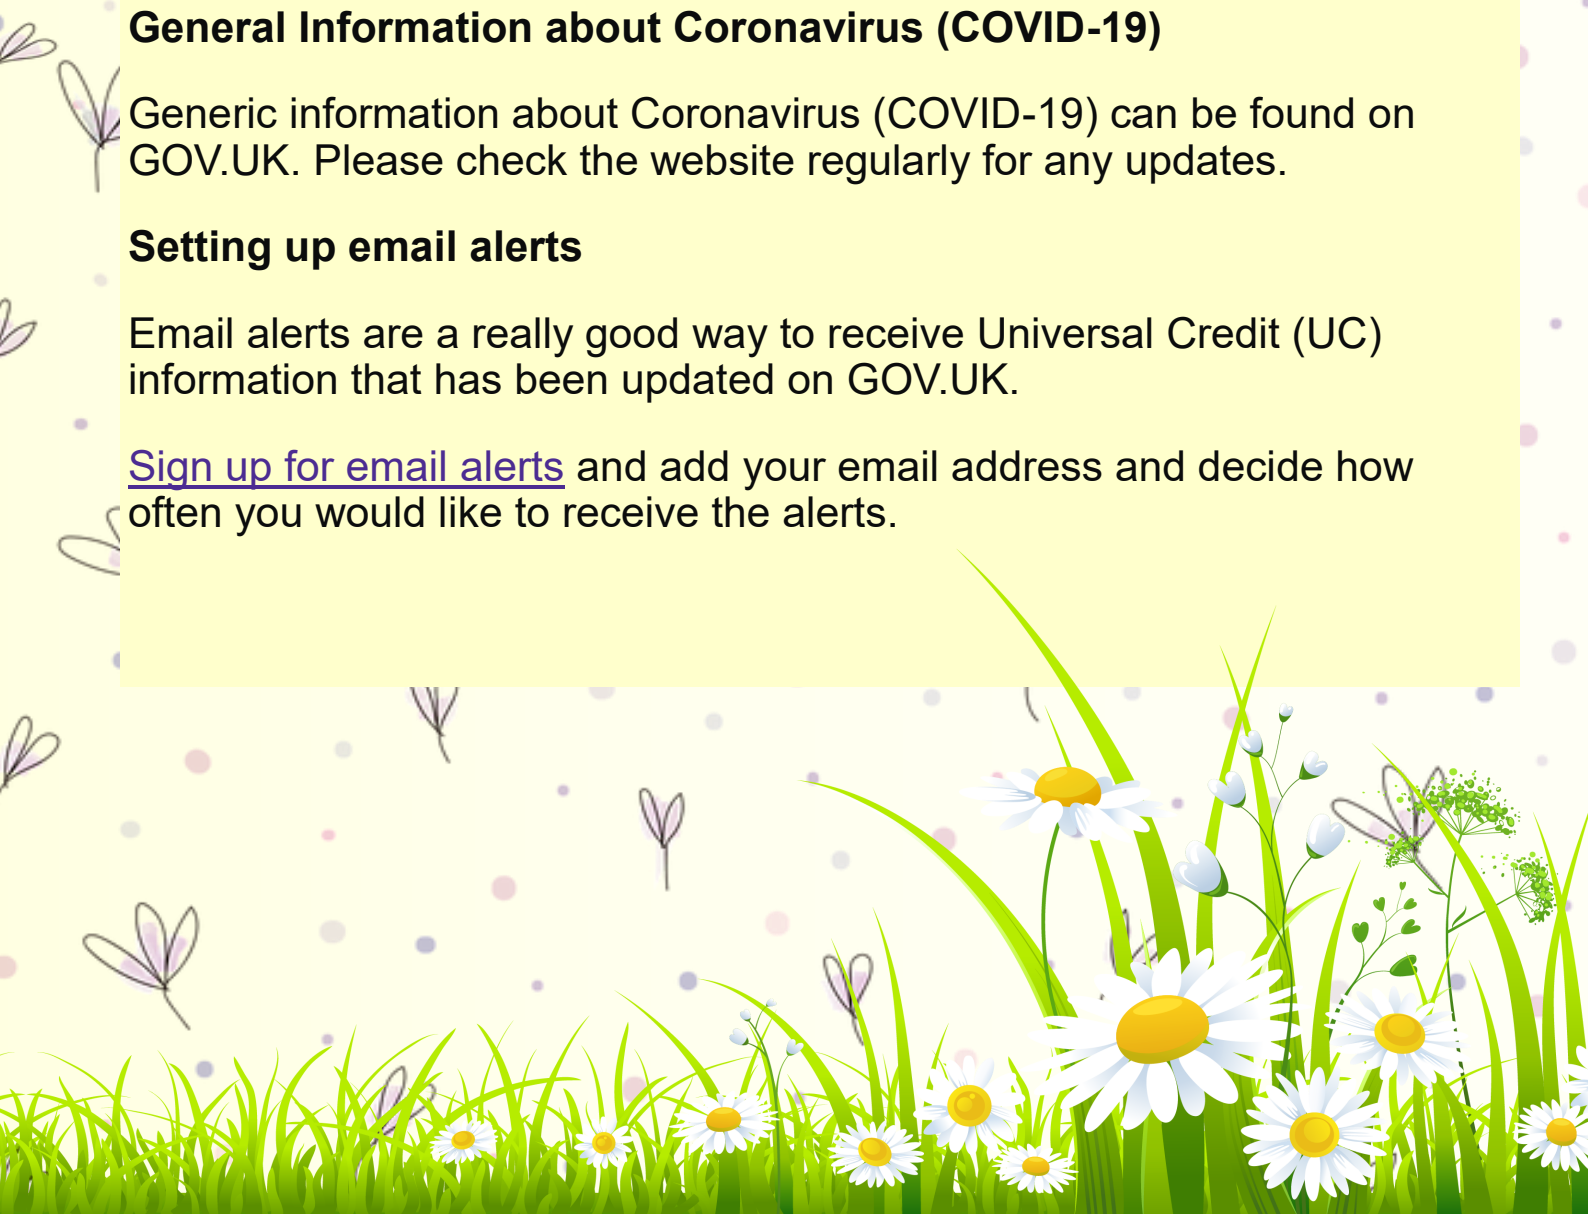 General Information about Coronavirus (COVID-19)
Generic information about Coronavirus (COVID-19) can be found on
GOV.UK. Please check the website regularly for any updates.
Setting up email alerts
Email alerts are a really good way to receive Universal Credit (UC)
information that has been updated on GOV.UK.
Sign up for email alerts and add your email address and decide how
often you would like to receive the alerts.